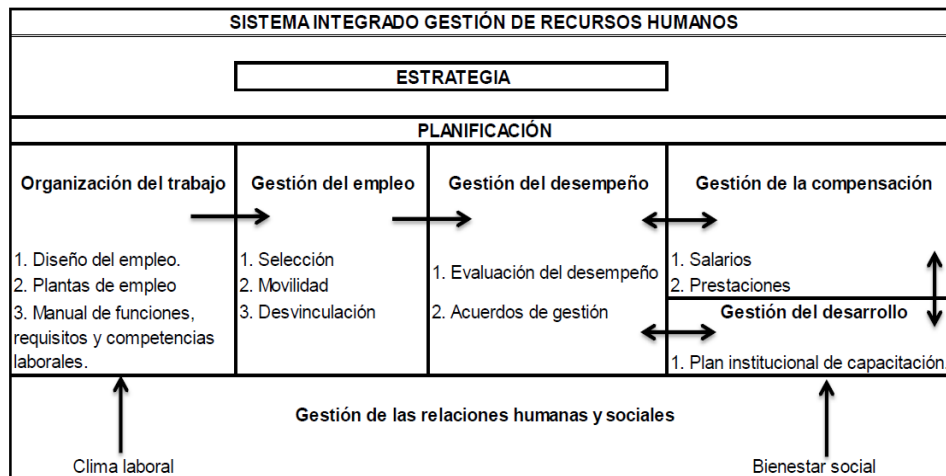 SISTEMA INTEGRADO GESTIÓN DE RECURSOS HUMANOS
ESTRATEGIA
PLANIFICACIÓN
Organización del trabajo
1. Diseño del empleo.
2. Plantas de empleo
3. Manual de funciones,
requisitos y competencias
laborales.
Gestión del empleo
1. Selección
2. Movilidad
3. Desvinculación
Gestión del desempeño
1. Evaluación del desempeño
2. Acuerdos de gestión
Gestión de la compensación
1. Salarios
2. Prestaciones
Gestión del desarrollo
1. Plan institucional de capacitación.
Gestión de las relaciones humanas y sociales
Clima laboral
Bienestar social